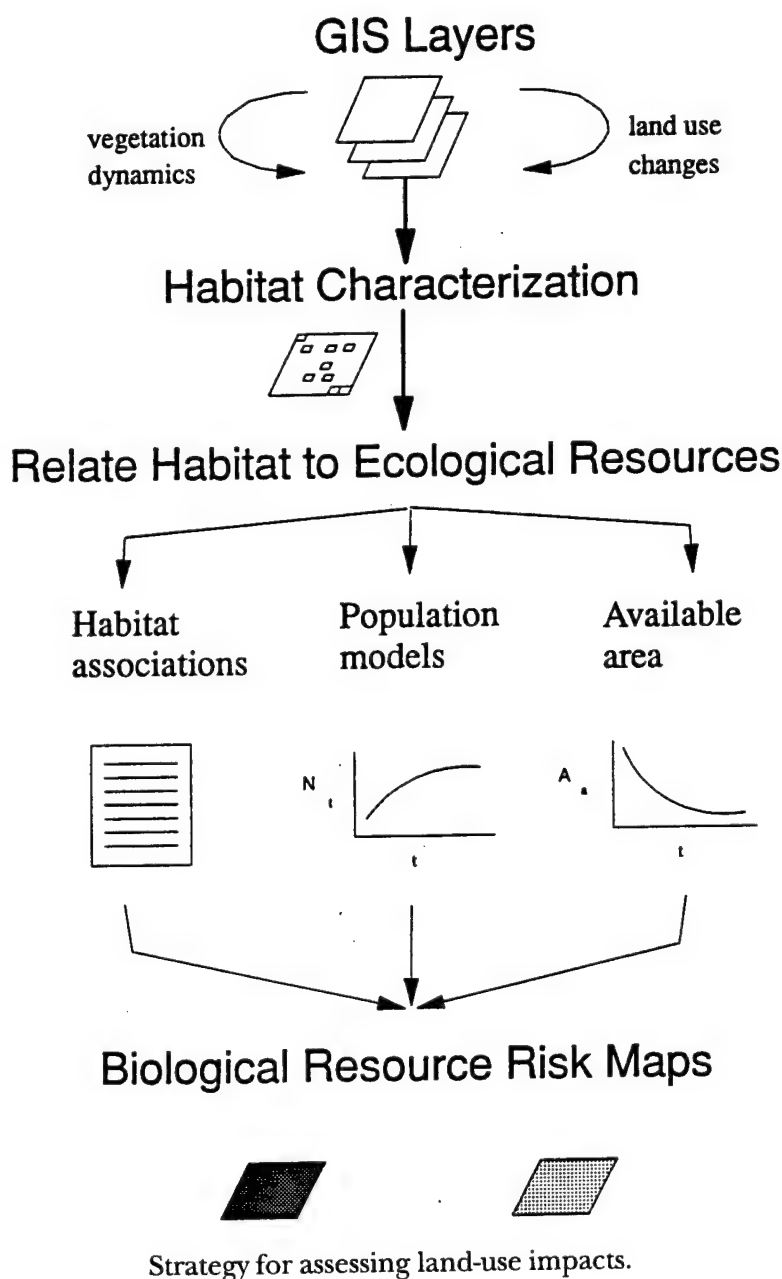 GIS Layers
vegetation
dynamics
land use
changes
Habitat Characterization
Relate Habitat to Ecological Resources
Habitat
associations
Population
models
Available
area
N t
t
A a
t
Biological Resource Risk Maps
Strategy for assessing land-use impacts.